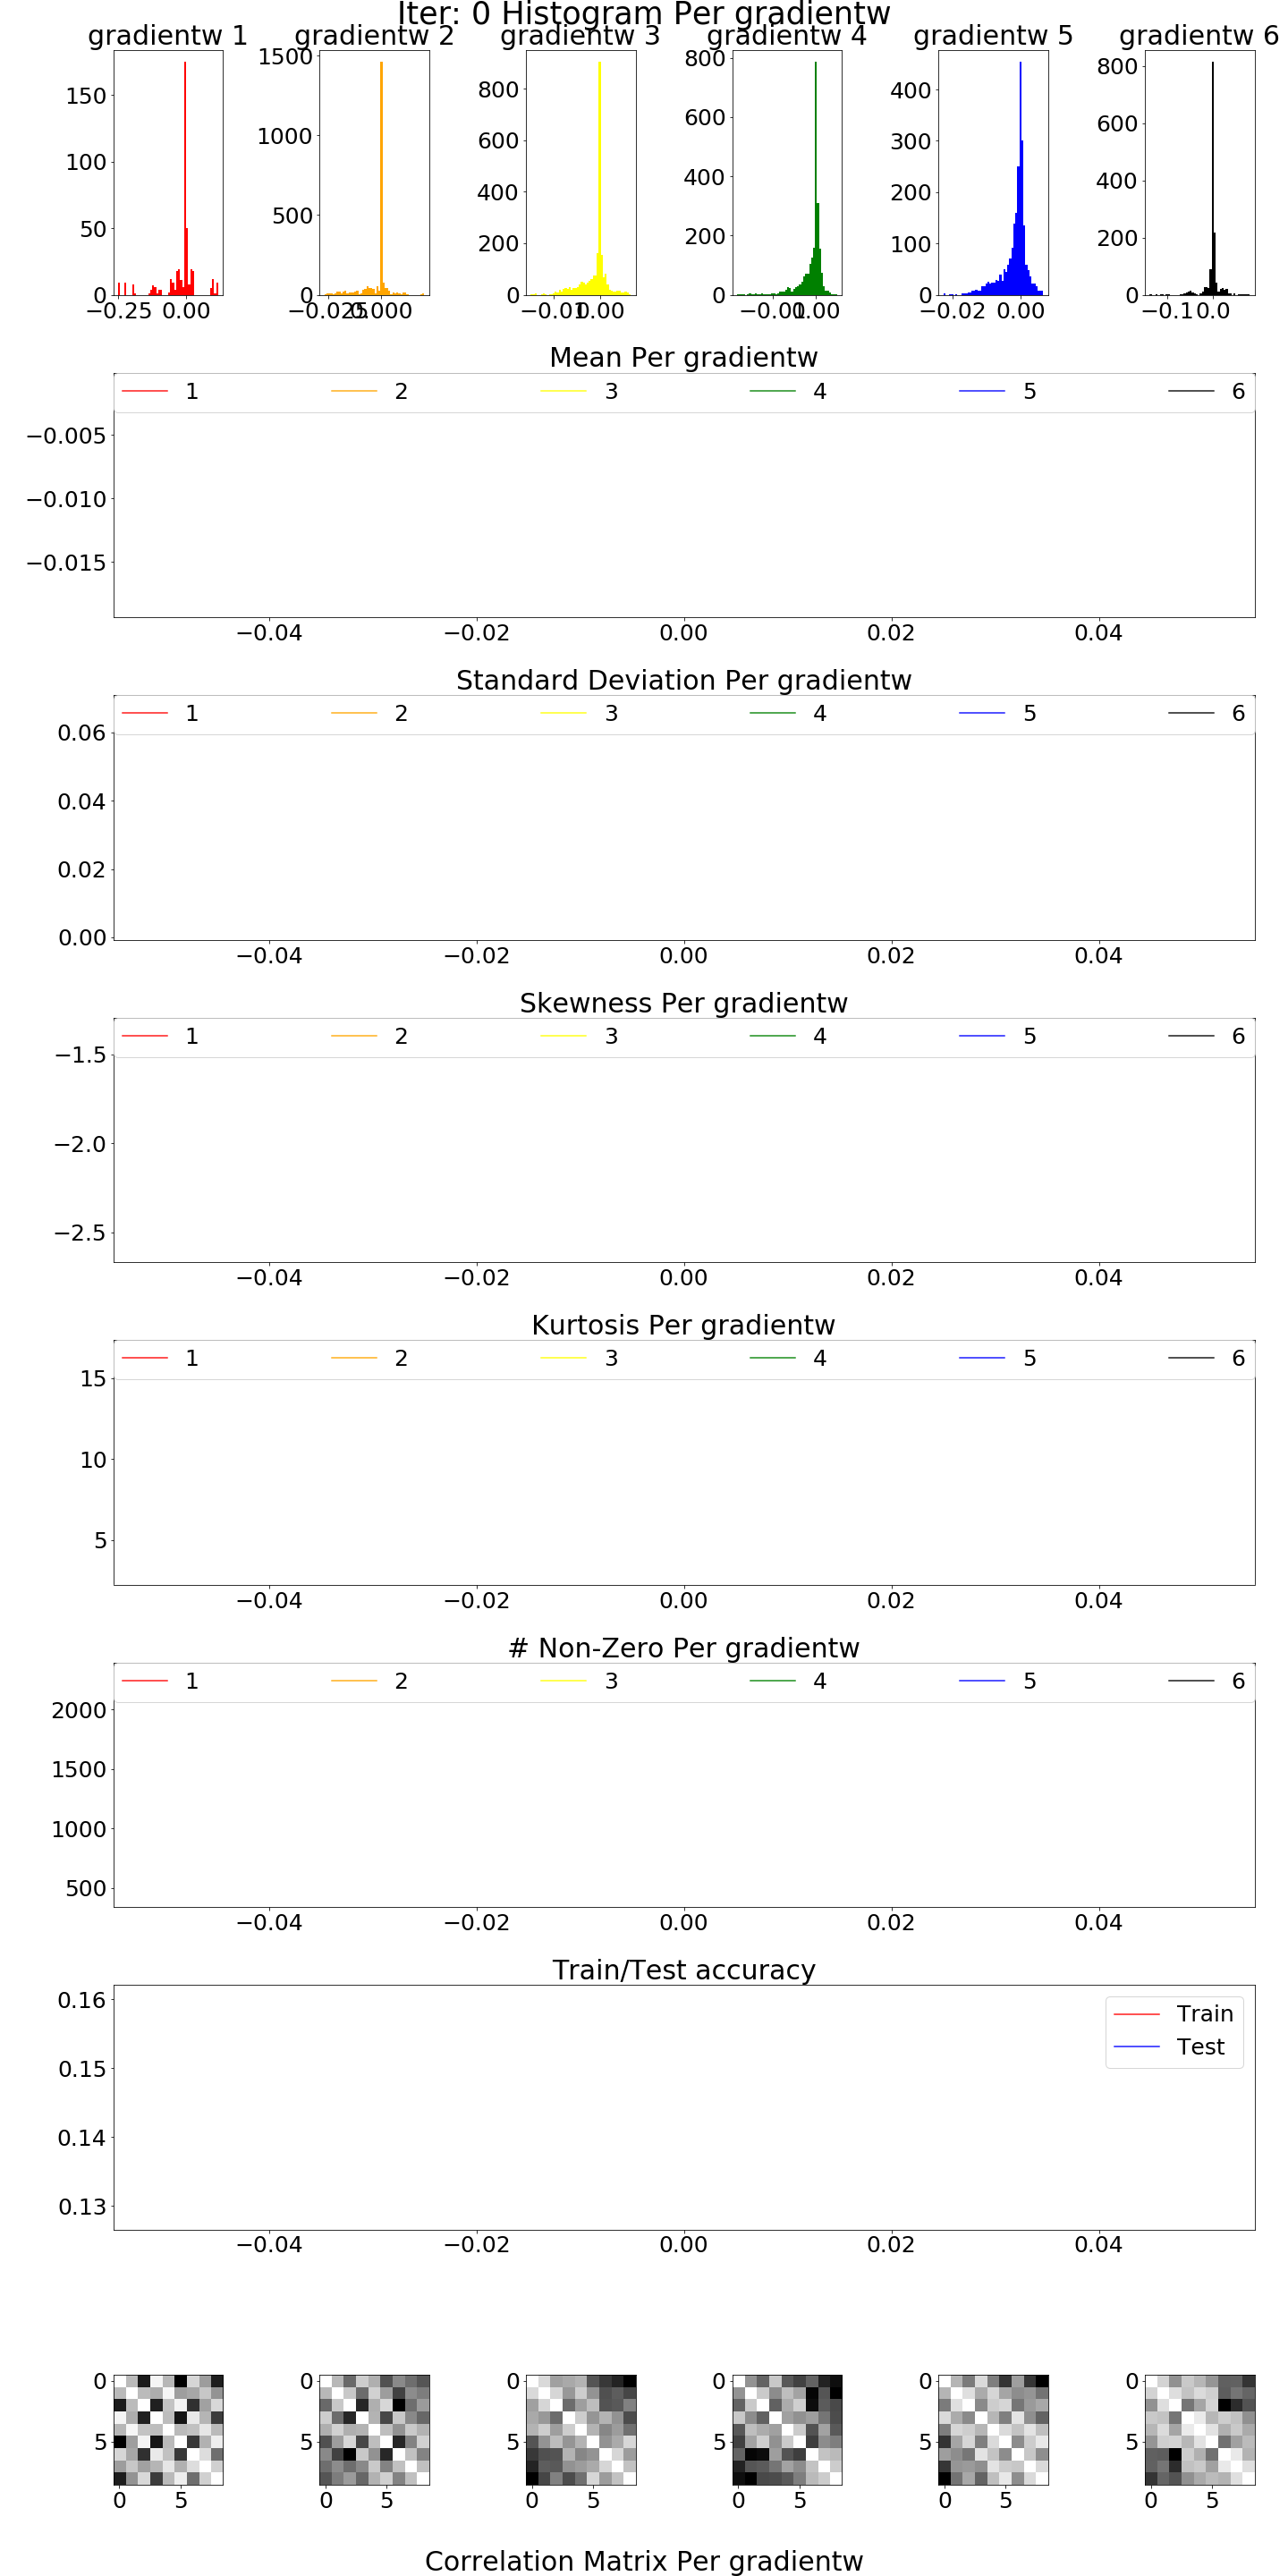 Iter: 0 Histogram Per gradientw
gradientw 1 gradientw 2 gradientw 3 gradientw 4 gradientw 5 gradientw 6
150 100 50 0
−0.25 0.00
1500 1000 500 0
−0.025 0.000
800 600 400 200 0
−0.01 0.00
800 600 400 200 0
−0.01 0.00
400 300 200 100 0
−0.02 0.00
800 600 400 200 0
−0.1 0.0
Mean Per gradientw
1 2 3 4 5 6
−0.005
−0.010
−0.015
−0.04 −0.02 0.00 0.02 0.04
Standard Deviation Per gradientw
1 2 3 4 5 6
0.06
0.04
0.02
0.00
−0.04 −0.02 0.00 0.02 0.04
Skewness Per gradientw
1 2 3 4 5 6
−1.5
−2.0
−2.5
−0.04 −0.02 0.00 0.02 0.04
Kurtosis Per gradientw
1 2 3 4 5 6
15
10
5
−0.04 −0.02 0.00 0.02 0.04
# Non-Zero Per gradientw
1 2 3 4 5 6
2000
1500
1000
500
−0.04 −0.02 0.00 0.02 0.04
Train/Test accuracy
0.16
Train
Test
0.15
0.14
0.13
−0.04 −0.02 0.00 0.02 0.04
0 0 0 0 0 0
5 5 5 5 5 5
0 5 0 5 0 5 0 5 0 5 0 5
Correlation Matrix Per gradientw